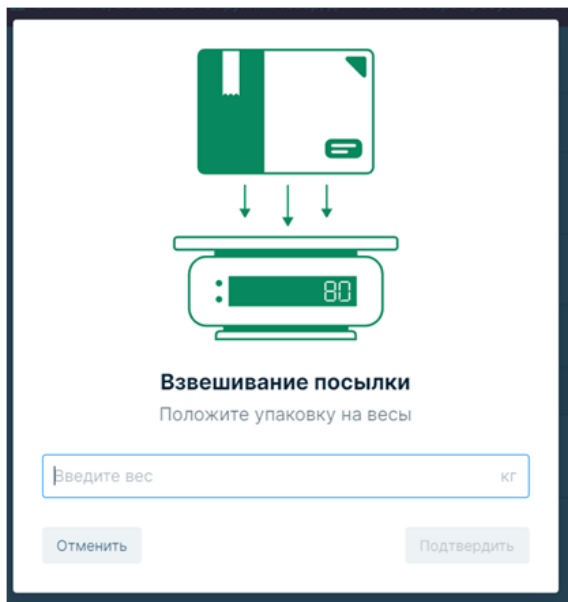 80
Взвешивание посылки
Положите упаковку на весы
Введите вес кг
Отменить Подтвердить